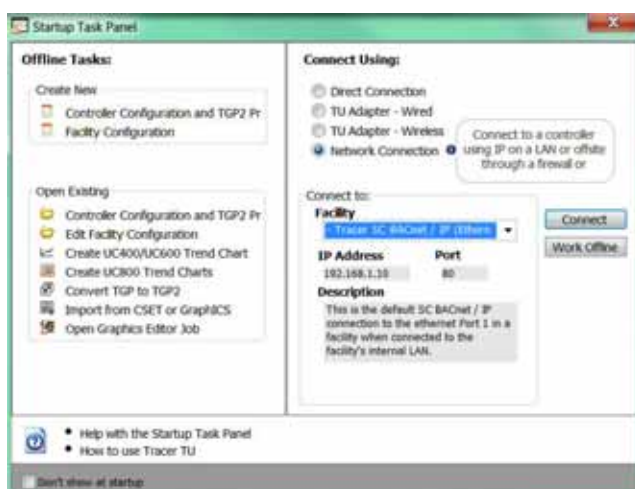 Startup Task Panel
Offline Tasks:
Create New
Controller Configuration and TGP2 Pr
Facility Configuration
Open Existing
Controller Configuration and TGP2 Pr
Edit Facility Configuration
Create UC400/UC600 Trend Chart
Create UC800 Trend Charts
Convert TGP to TGP2
Import from CSET or GraphICS
Open Graphics Editor Job
Connect Using:
Direct Connection
TU Adapter - Wired
TU Adapter - Wireless
Network Connection
Connect to a controller
using IP on a LAN or offsite
through a firewall or
Connect to:
Facility
- Tracer SC BACnet / IP (Ethern
IP Address Port
192.168.1.10 80
Description
This is the default SC BACnet / IP
connection to the ethernet Port 1 in a
facility when connected to the
facility's internal LAN.
Connect
Work Offline
Help with the Startup Task Panel
How to use Tracer TU
Don't show at startup